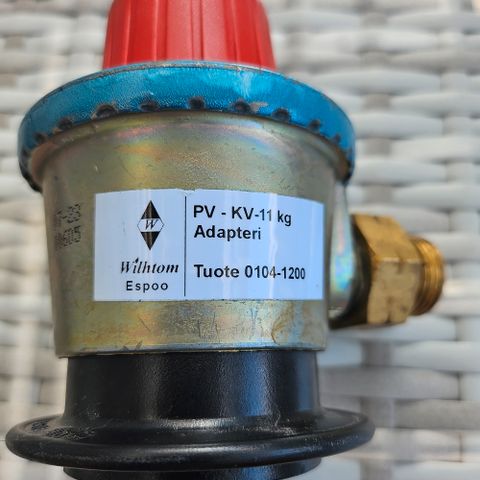 W
Wilhtom
Espoo
PV - KV-11 kg
Adapteri
Tuote 0104-1200